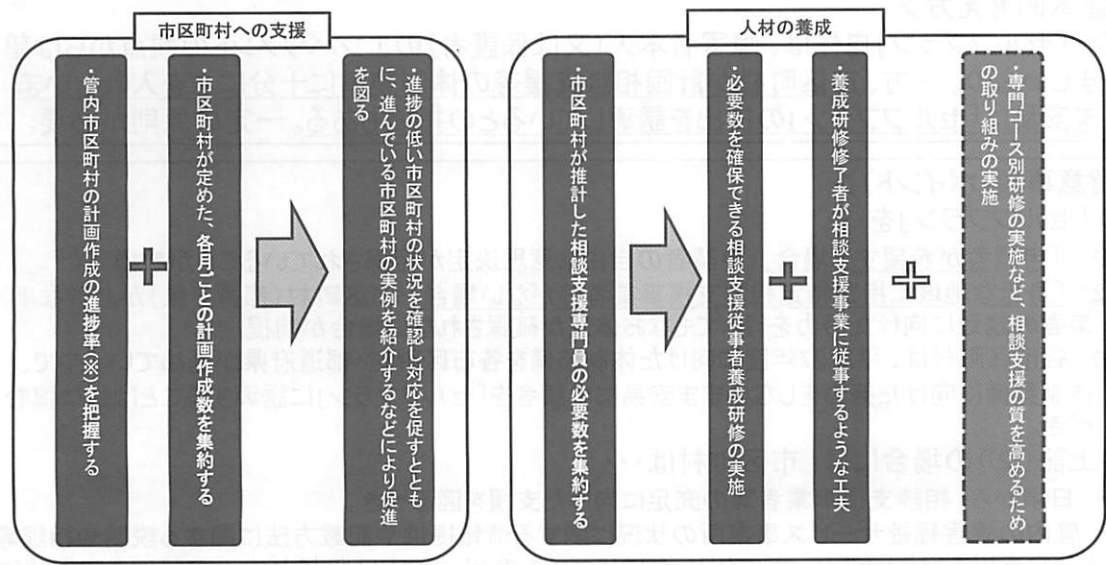 市区町村への支援
・管内市区町村の計画作成の進捗率(※)を把握する
・市区町村が定めた、各月ごとの計画作成数を集約する
・進捗の低い市区町村の状況を確認し対応を促すととも
に、進んでいる市区町村の実例を紹介するなどにより促進
を図る
人材の養成
・市区町村が推計した相談支援専門員の必要数を集約する
・必要数を確保できる相談支援従事者養成研修の実施
・養成研修修了者が相談支援事業に従事するような工夫
・専門コース別研修の実施など、相談支援の質を高めるため
の取り組みの実施